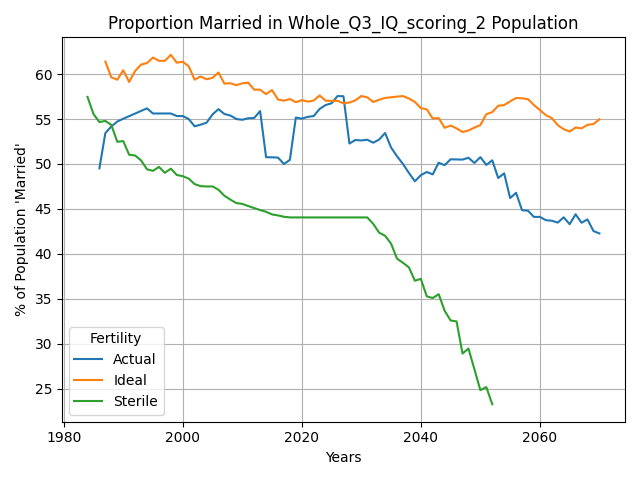 Proportion Married in Whole_Q3_IQ_scoring_2 Population
% of Population 'Married'
60
55
50
45
40
35
30
25
Fertility
Actual
Ideal
Sterile
1980
2000
2020
2040
2060
Years